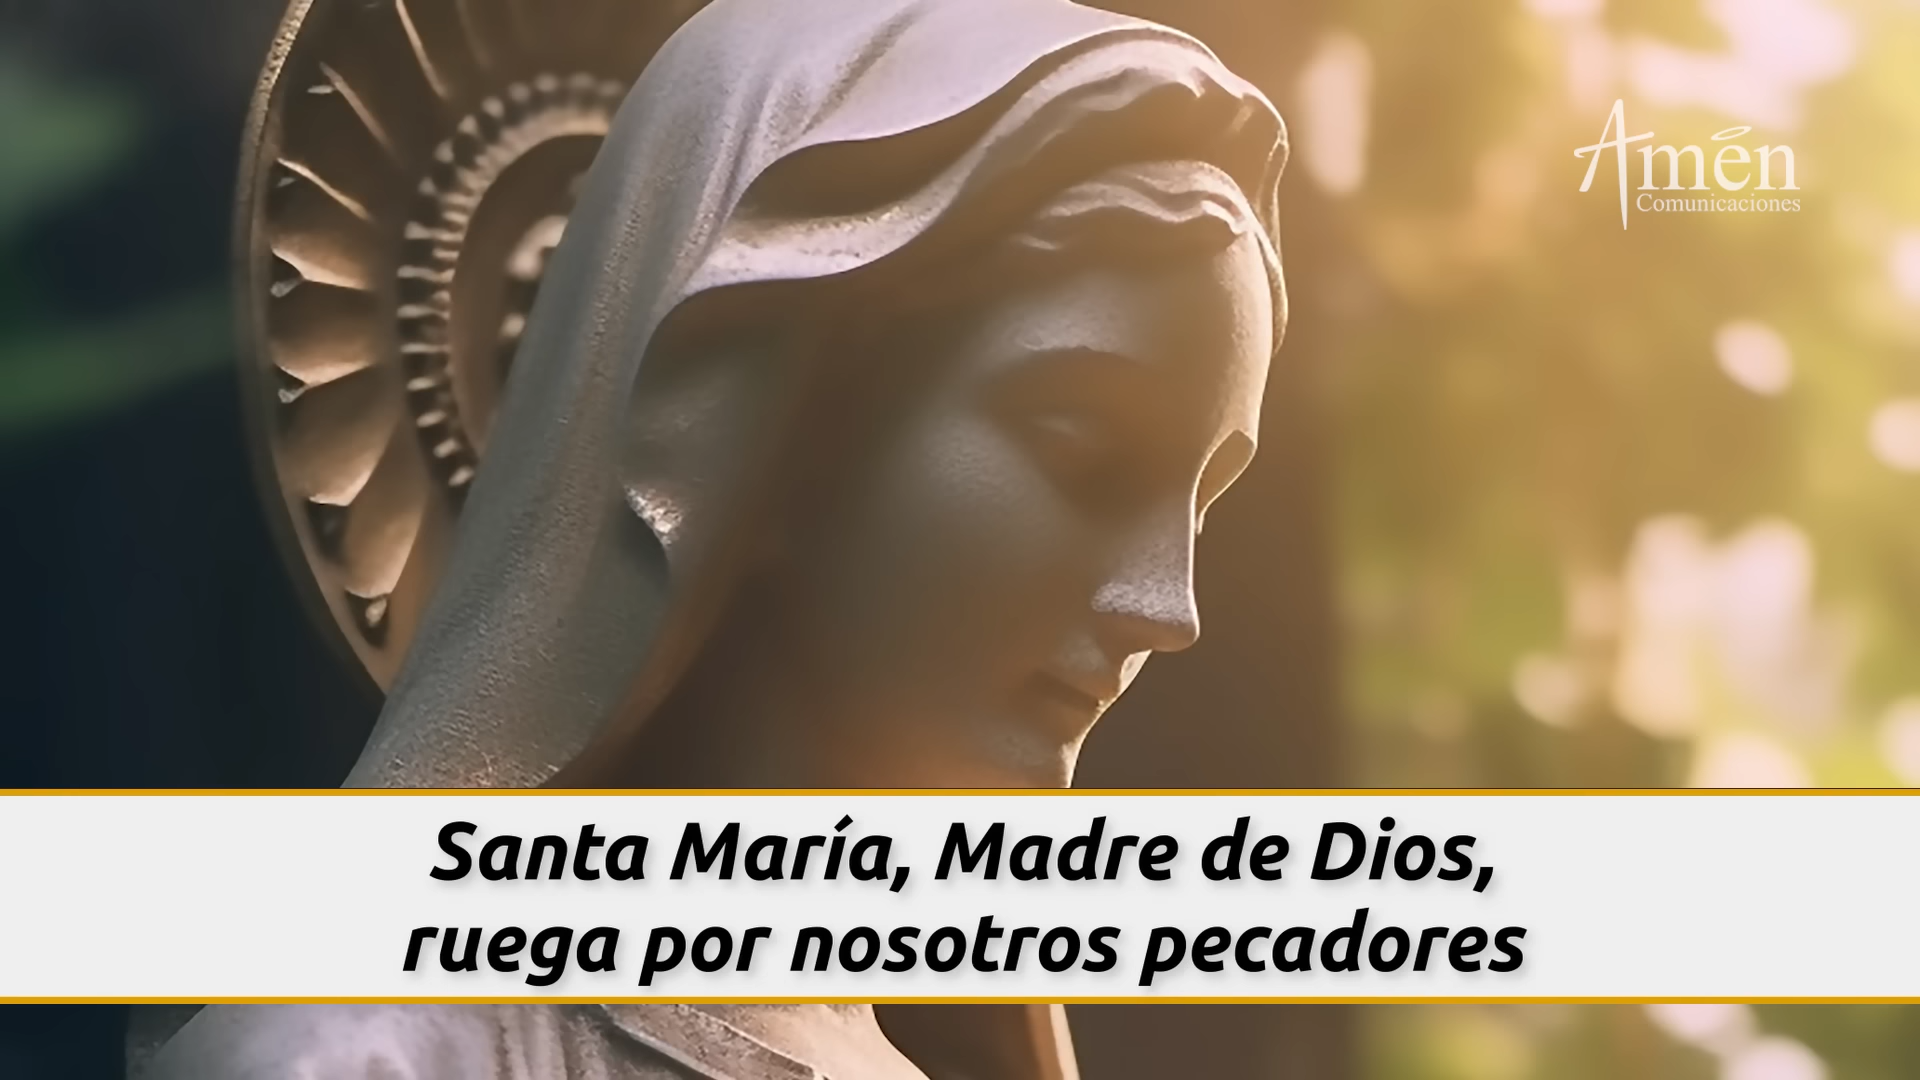 Amén
Comunicaciones
Santa María, Madre de Dios,
ruega por nosotros pecadores